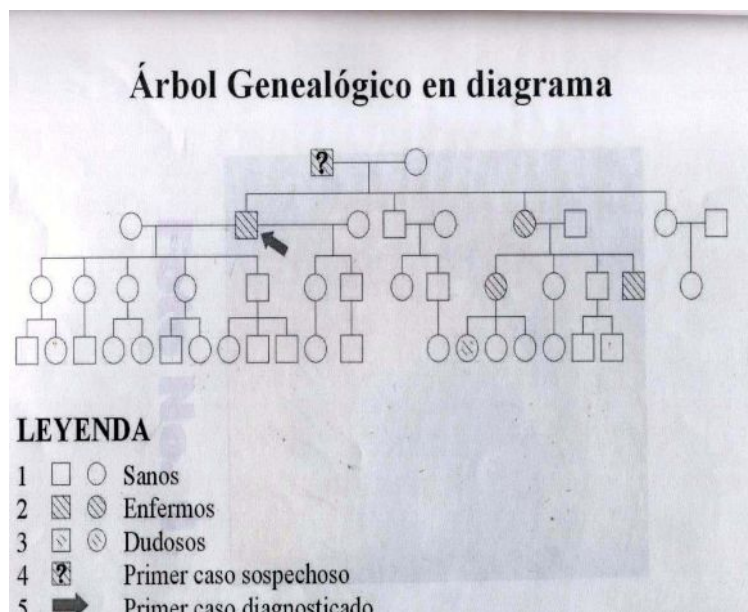 Árbol Genealógico en diagrama
?
LEYENDA
1 Sanos
2 Enfermos
3 Dudosos
4 ? Primer caso sospechoso
5 Primer caso diagnosticado